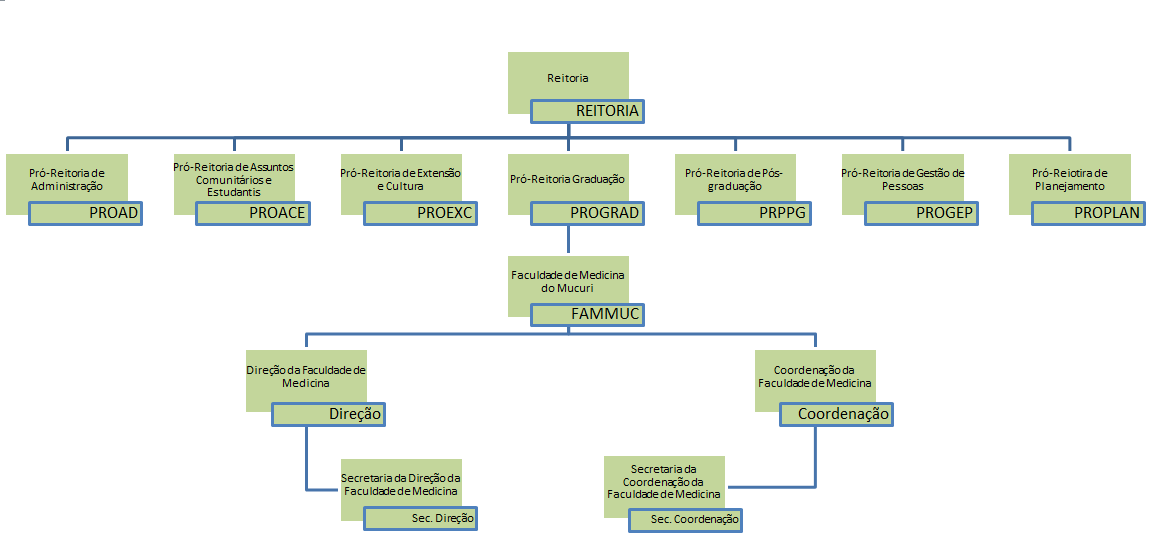 Reitoria
REITORIA
Pró-Reitoria de
Administração
PROAD
Pró-Reitoria de Assuntos
Comunitários e
Estudantis
PROACE
Pró-Reitoria de Extensão
e Cultura
PROEXC
Pró-Reitoria Graduação
PROGRAD
Pró-Reitoria de Pós-
graduação
PRPPG
Pró-Reitoria de Gestão de
Pessoas
PROGEP
Pró-Reiotira de
Planejamento
PROPLAN
Faculdade de Medicina
do Mucuri
FAMMUC
Direção da Faculdade de
Medicina
Direção
Coordenação da
Faculdade de Medicina
Coordenação
Secretaria da Direção da
Faculdade de Medicina
Sec. Direção
Secretaria da
Coordenação da
Faculdade de Medicina
Sec. Coordenação